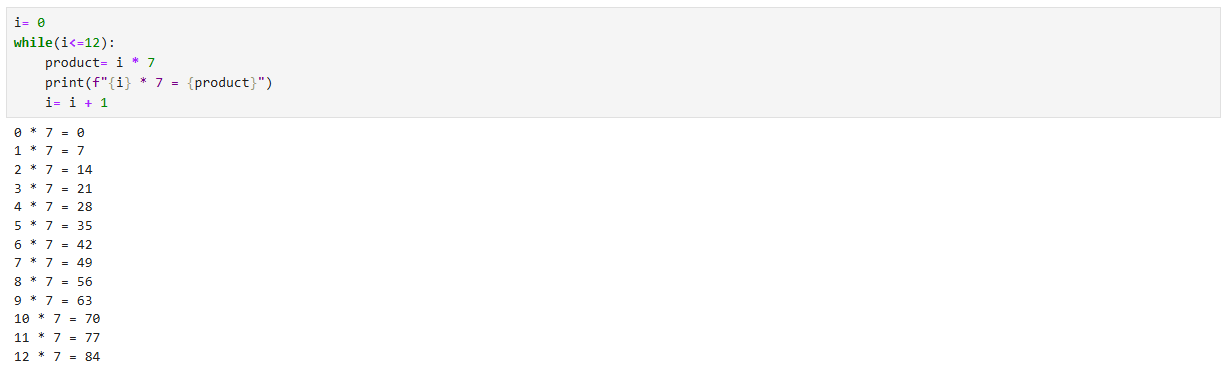 i= 0
while(i<=12):
    product= i * 7
    print(f"{i} * 7 = {product}")
    i= i + 1
0 * 7 = 0
1 * 7 = 7
2 * 7 = 14
3 * 7 = 21
4 * 7 = 28
5 * 7 = 35
6 * 7 = 42
7 * 7 = 49
8 * 7 = 56
9 * 7 = 63
10 * 7 = 70
11 * 7 = 77
12 * 7 = 84